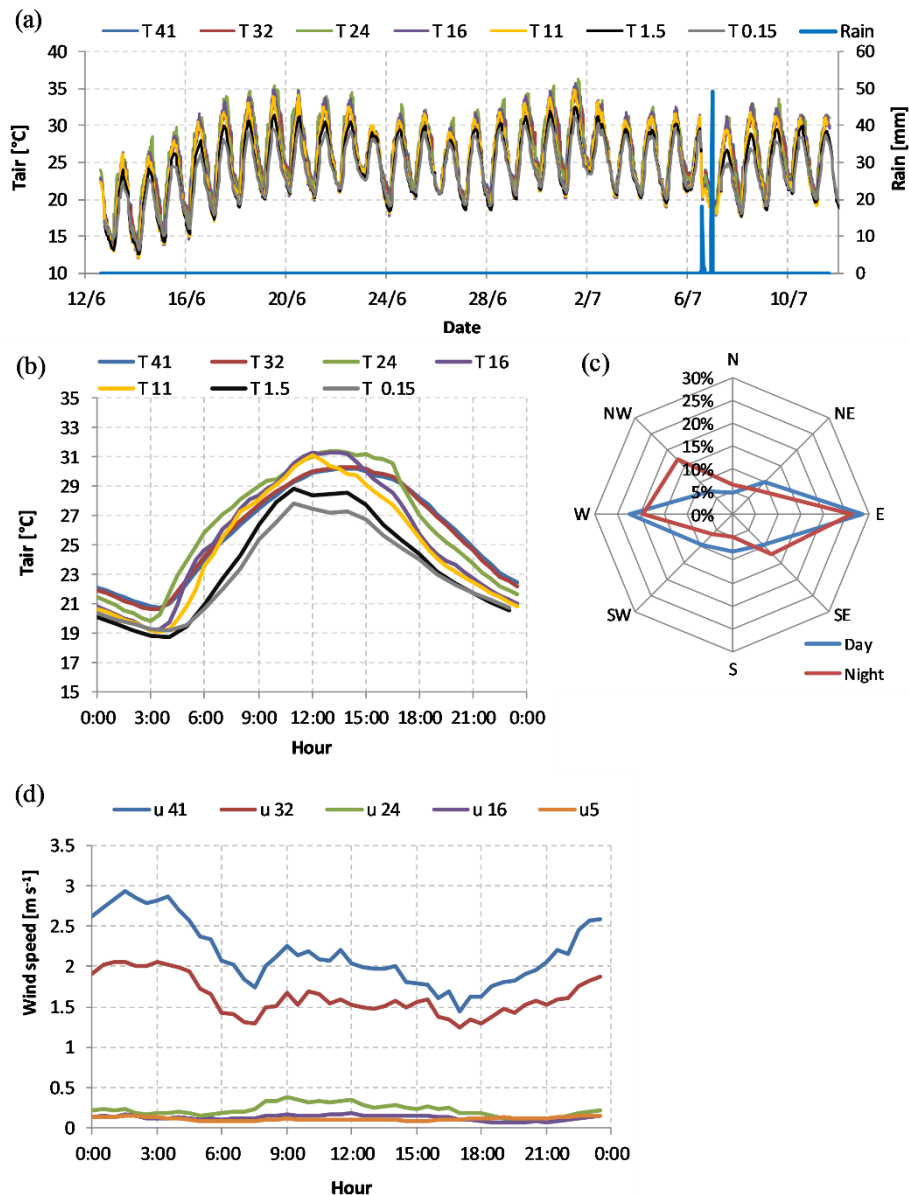 (a)
T 41 T 32 T 24 T 16 T 11 T 1.5 T 0.15 Rain
Tair [°C]
40
35
30
25
20
15
10
60
50
40
30
20
10
0
Rain [mm]
12/6 16/6 20/6 24/6 28/6 2/7 6/7 10/7
Date
(b)
T 41 T 32 T 24 T 16
T 11 T 1.5 T 0.15
Tair [°C]
35
33
31
29
27
25
23
21
19
17
15
0:00 3:00 6:00 9:00 12:00 15:00 18:00 21:00 0:00
Hour
(c)
N
NE
E
SE
S
SW
W
NW
30%
25%
20%
15%
10%
5%
0%
Day
Night
(d)
u 41 u 32 u 24 u 16 u5
Wind speed [m s⁻¹]
3.5
3
2.5
2
1.5
1
0.5
0
0:00 3:00 6:00 9:00 12:00 15:00 18:00 21:00 0:00
Hour